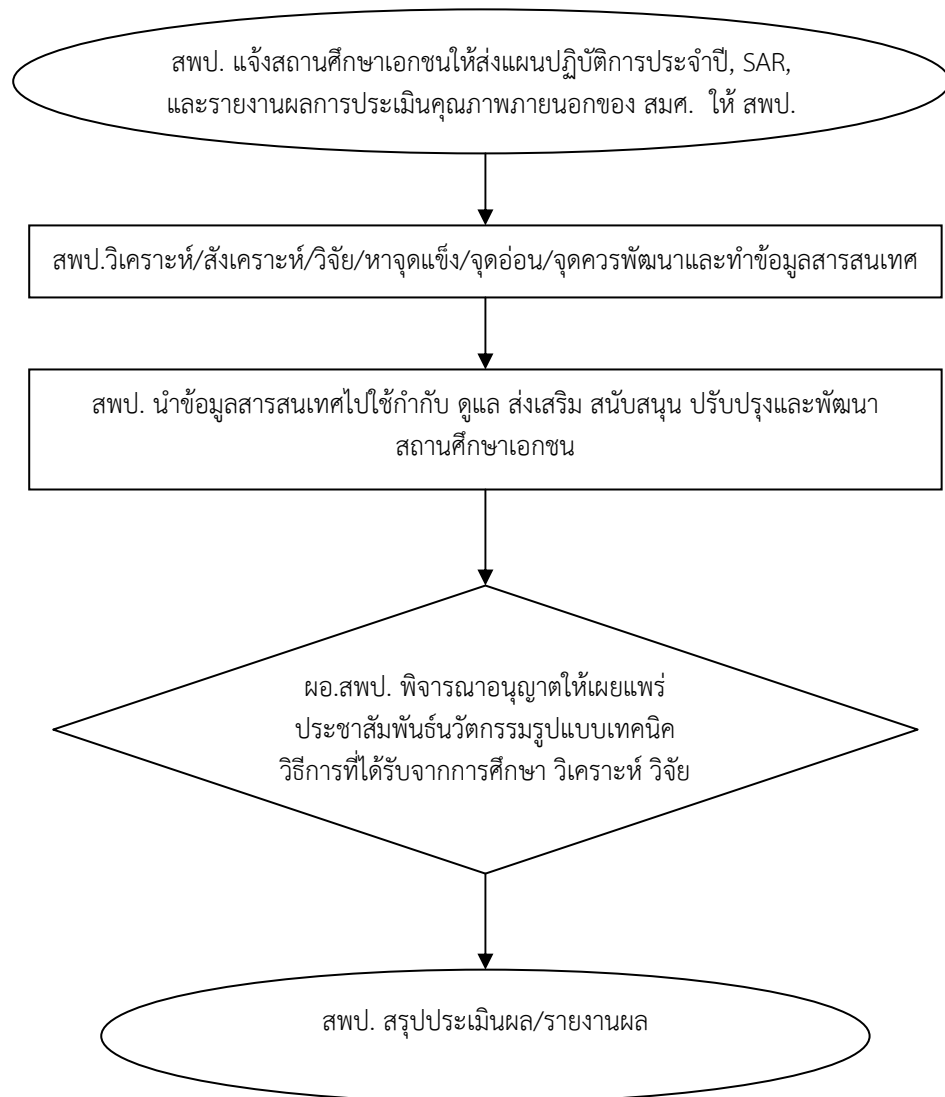 สพป. แจ้งสถานศึกษาเอกชนให้ส่งแผนปฏิบัติการประจำปี, SAR,
และรายงานผลการประเมินคุณภาพภายนอกของ สมศ. ให้ สพป.
สพป.วิเคราะห์/สังเคราะห์/วิจัย/หาจุดแข็ง/จุดอ่อน/จุดควรพัฒนาและทำข้อมูลสารสนเทศ
สพป. นำข้อมูลสารสนเทศไปใช้กำกับ ดูแล ส่งเสริม สนับสนุน ปรับปรุงและพัฒนา
สถานศึกษาเอกชน
ผอ.สพป. พิจารณาอนุญาตให้เผยแพร่
ประชาสัมพันธ์นวัตกรรมรูปแบบเทคนิค
วิธีการที่ได้รับจากการศึกษา วิเคราะห์ วิจัย
สพป. สรุปประเมินผล/รายงานผล